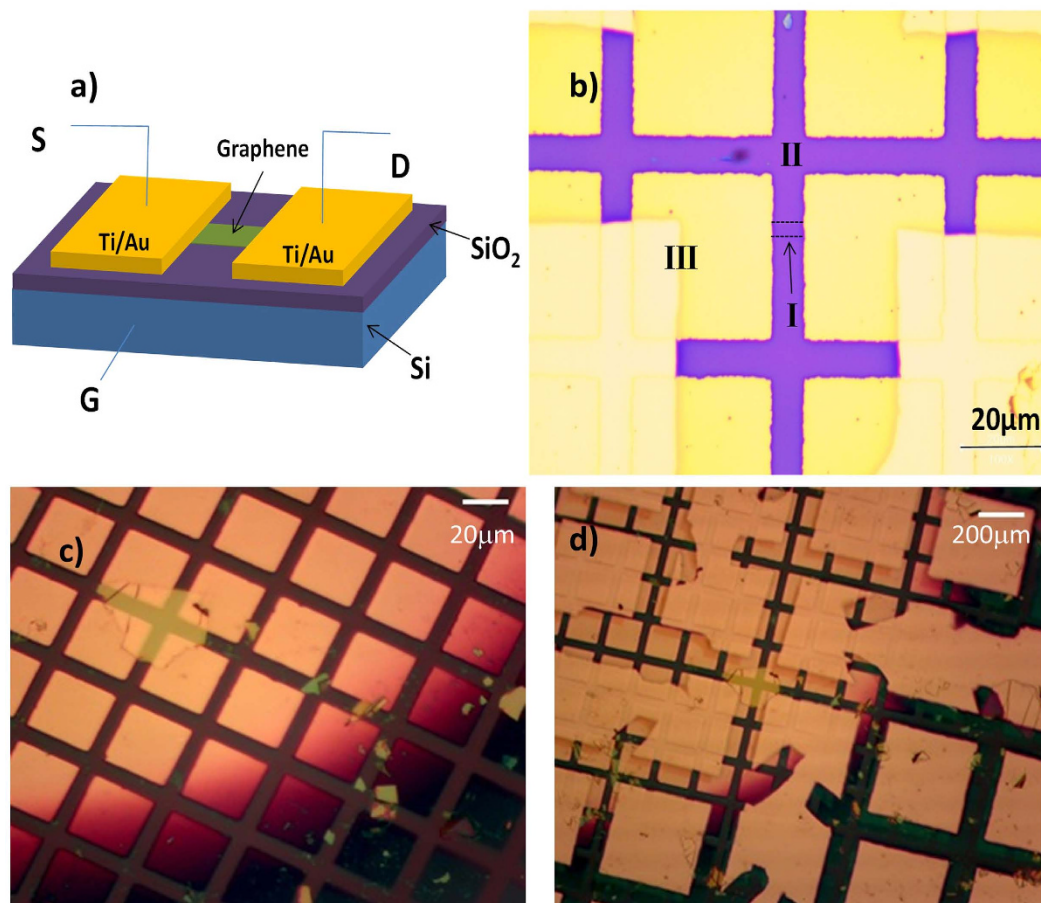 a)
S
Graphene
D
Ti/Au
Ti/Au
SiO₂
Si
G
b)
II
III
I
20μm
c)
20μm
d)
200μm